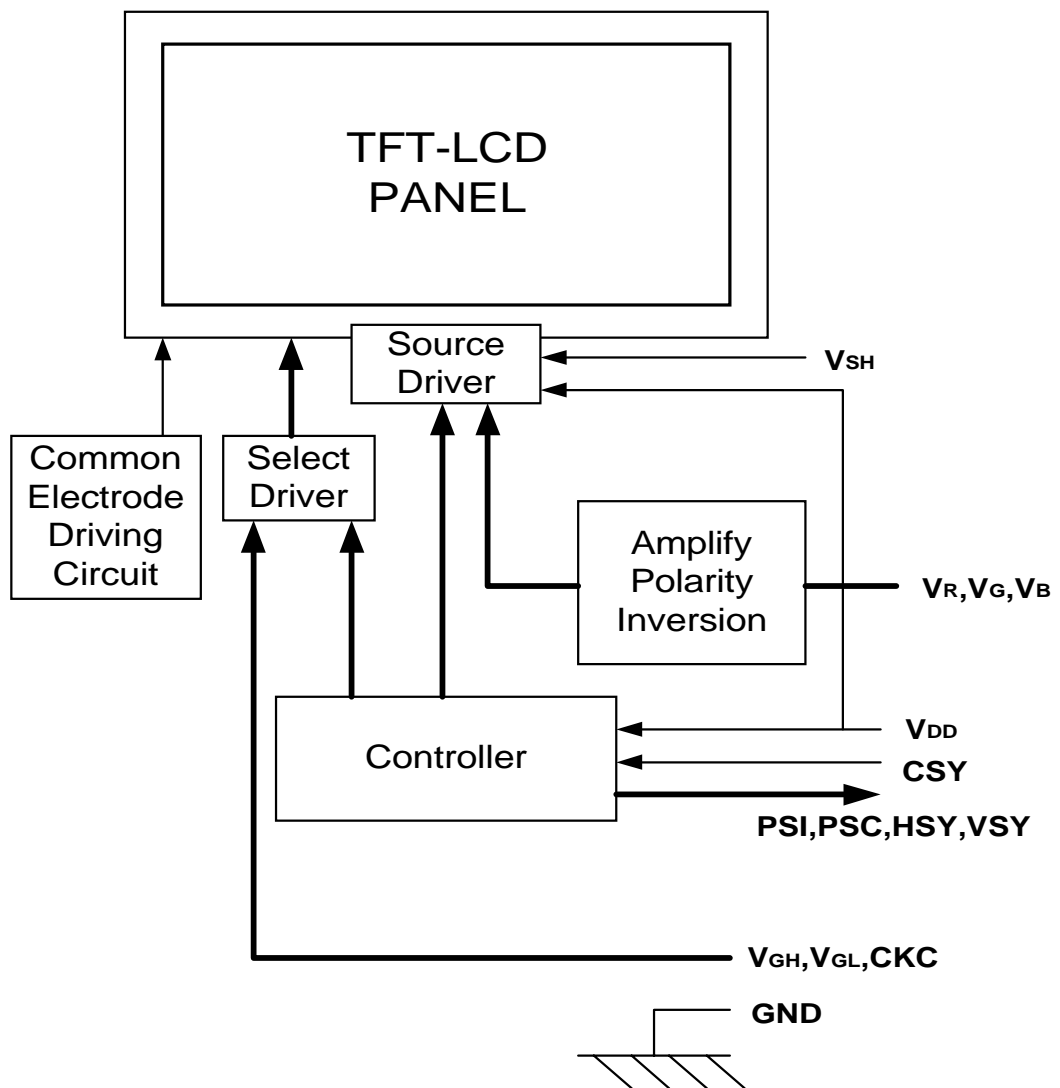 TFT-LCD
PANEL
Source
Driver
VSH
Common
Electrode
Driving
Circuit
Select
Driver
Amplify
Polarity
Inversion
VR,VG,VB
Controller
VDD
CSY
PSI,PSC,HSY,VSY
VGH,VGL,CKC
GND